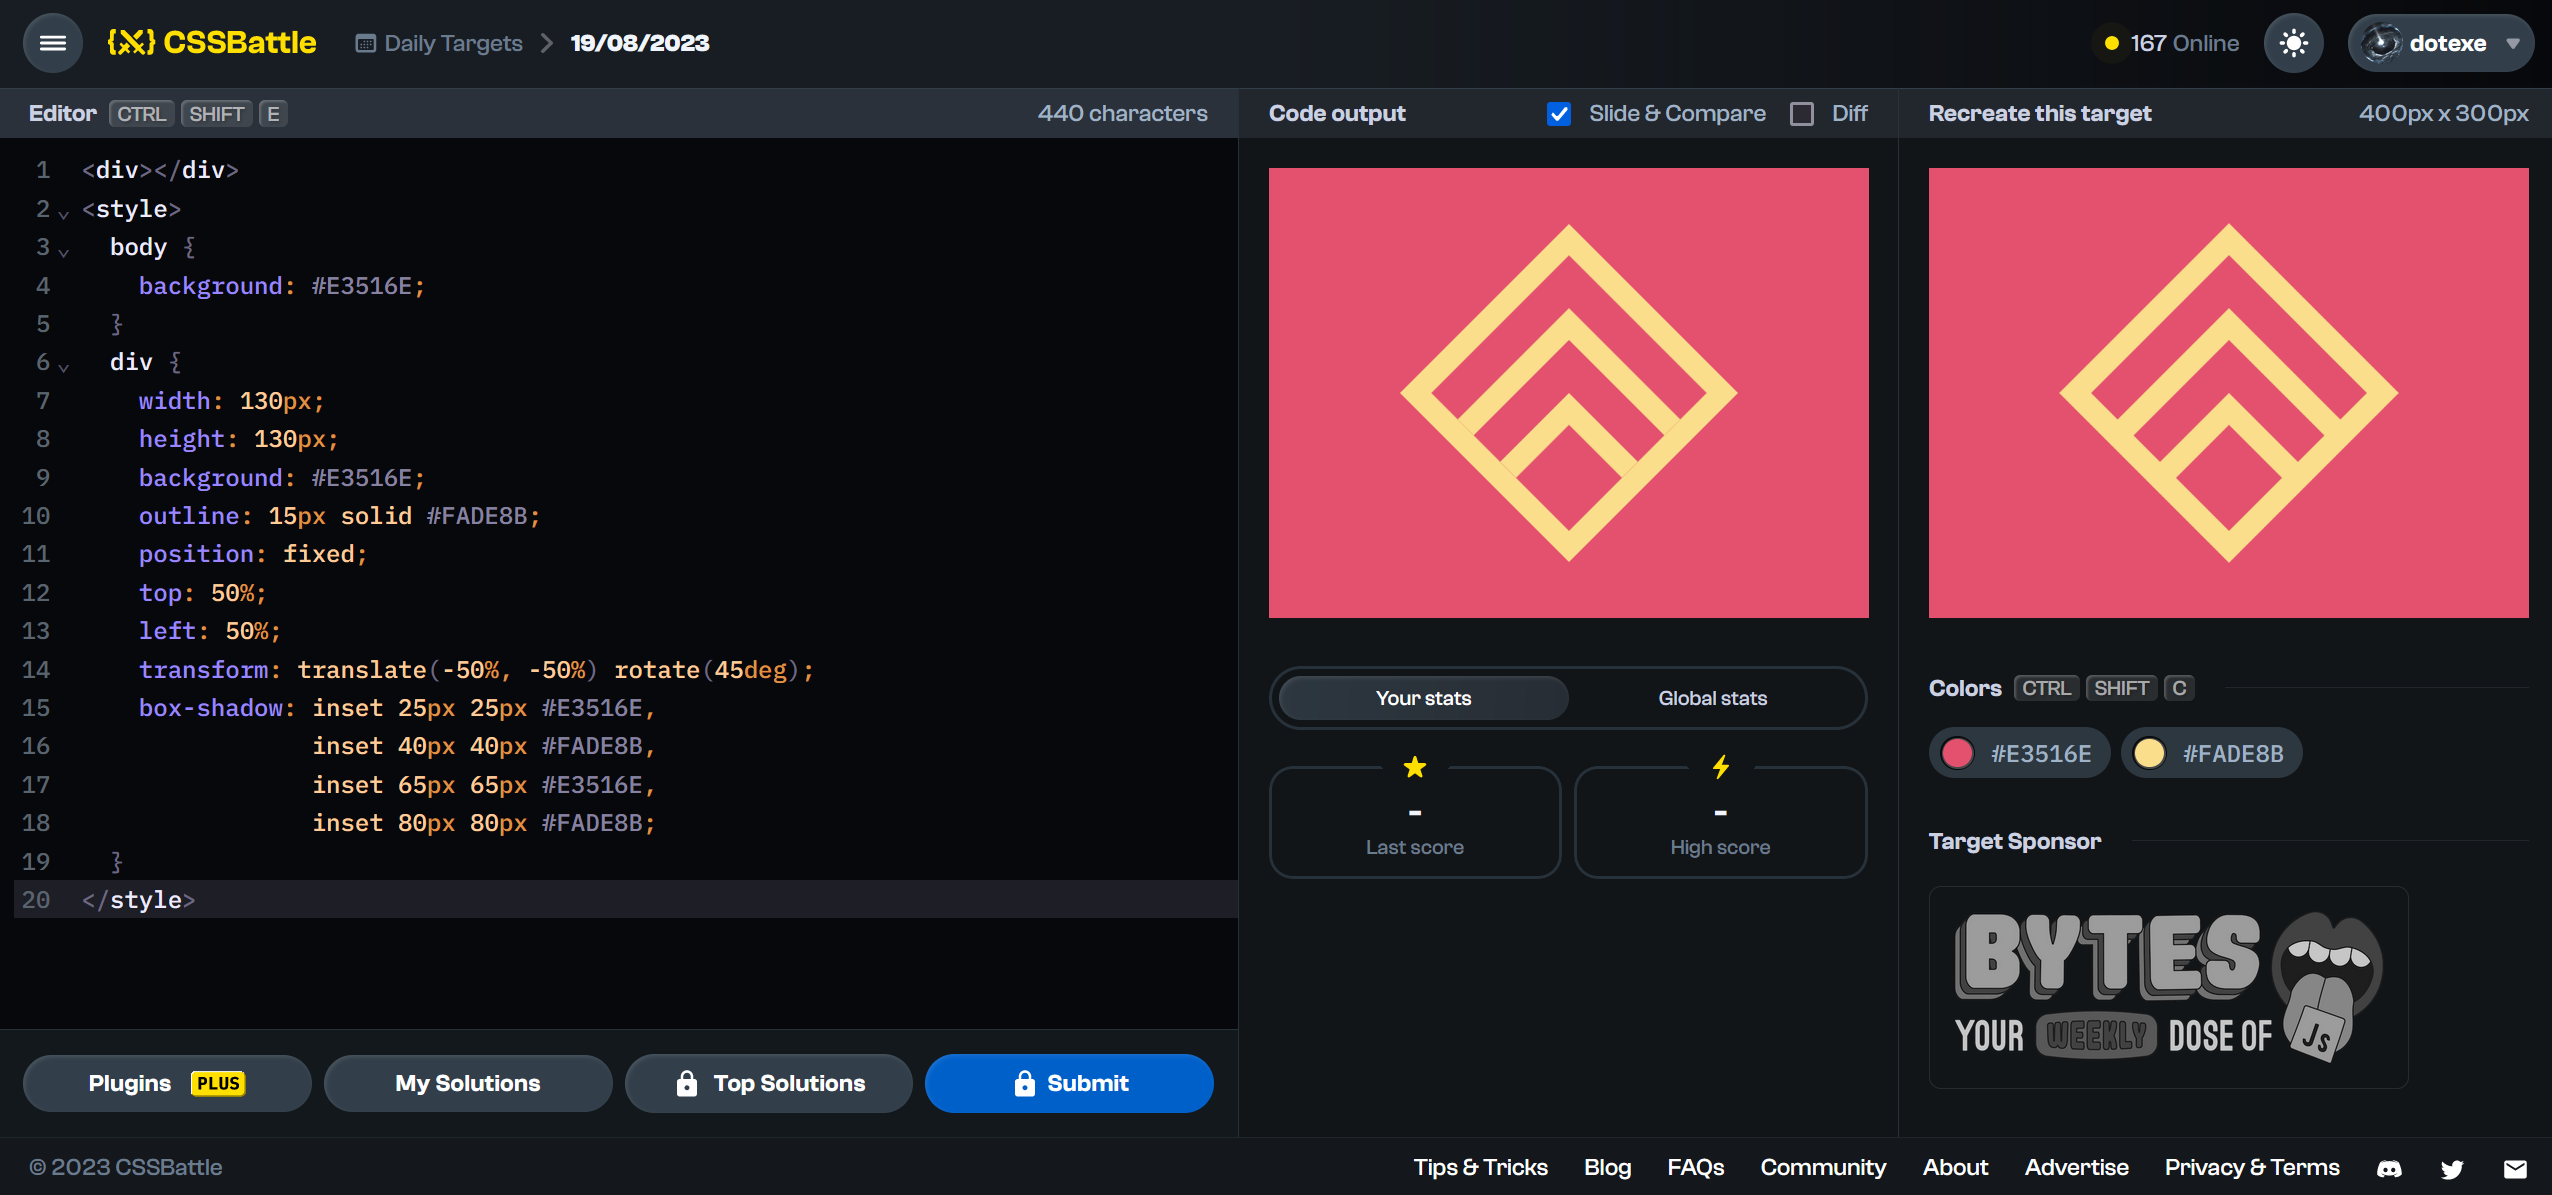 CSSBattle
Daily Targets
19/08/2023
167 Online
dotexe
Editor CTRL SHIFT E
440 characters
1 <div></div>
2 <style>
3 body {
4 background: #E3516E;
5 }
6 div {
7 width: 130px;
8 height: 130px;
9 background: #E3516E;
10 outline: 15px solid #FADE8B;
11 position: fixed;
12 top: 50%;
13 left: 50%;
14 transform: translate(-50%, -50%) rotate(45deg);
15 box-shadow: inset 25px 25px #E3516E,
16 inset 40px 40px #FADE8B,
17 inset 65px 65px #E3516E,
18 inset 80px 80px #FADE8B;
19 }
20 </style>
Plugins PLUS
My Solutions
Top Solutions
Submit
Code output
Slide & Compare
Diff
Your stats
Global stats
-
Last score
-
High score
Recreate this target
400px x 300px
Colors CTRL SHIFT C
#E3516E
#FADE8B
Target Sponsor
BYTES
YOUR WEEKLY DOSE OF JS
© 2023 CSSBattle
Tips & Tricks
Blog
FAQs
Community
About
Advertise
Privacy & Terms